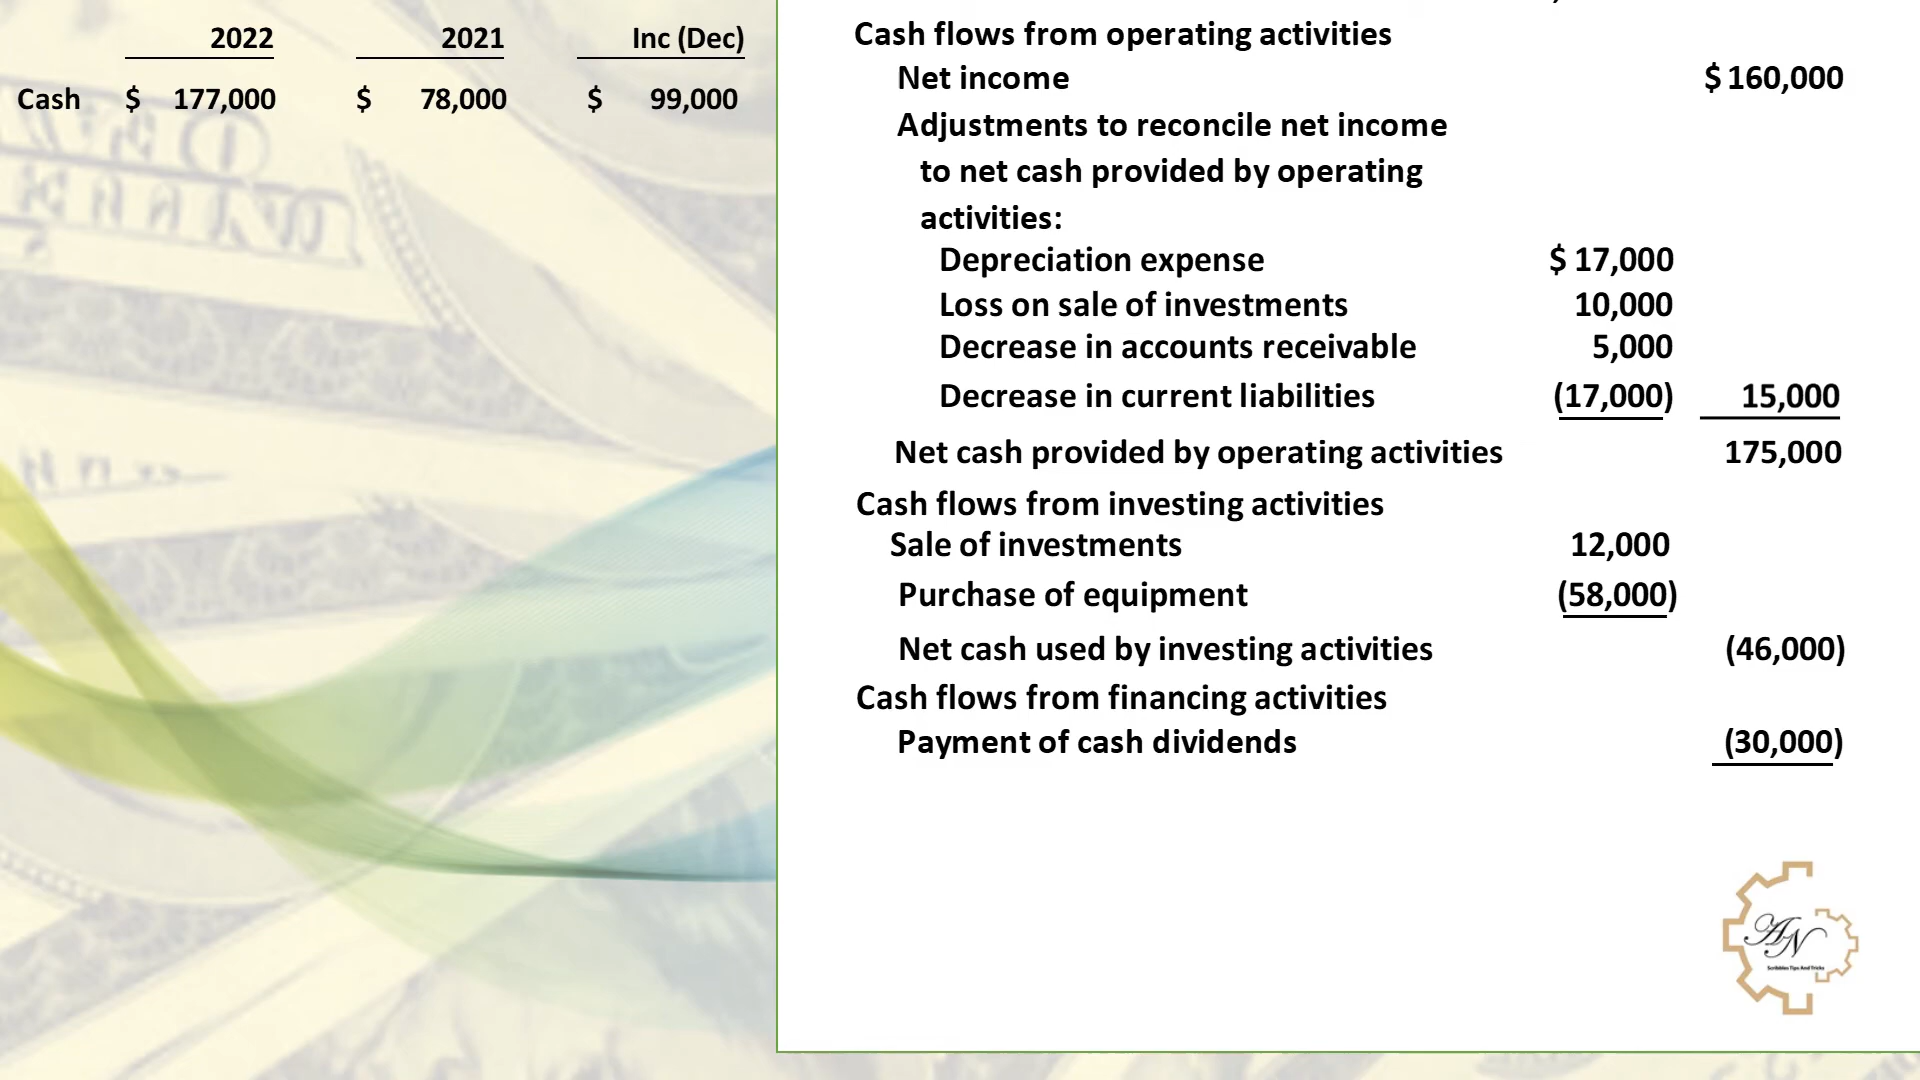 2022 2021 Inc (Dec)
Cash $ 177,000 $ 78,000 $ 99,000
Cash flows from operating activities
Net income $ 160,000
Adjustments to reconcile net income
to net cash provided by operating
activities:
Depreciation expense $ 17,000
Loss on sale of investments 10,000
Decrease in accounts receivable 5,000
Decrease in current liabilities (17,000) 15,000
Net cash provided by operating activities 175,000
Cash flows from investing activities
Sale of investments 12,000
Purchase of equipment (58,000)
Net cash used by investing activities (46,000)
Cash flows from financing activities
Payment of cash dividends (30,000)
AN
Scribbles Tips And Tricks